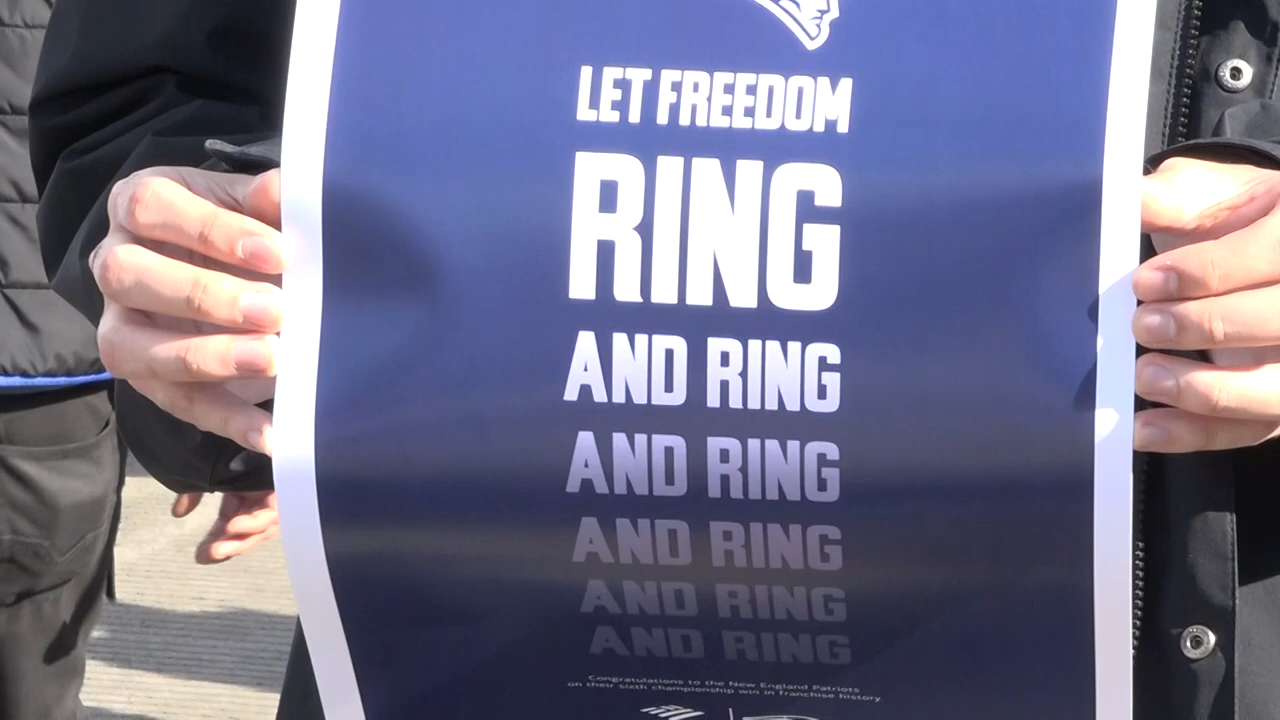 LET FREEDOM
RING
AND RING
AND RING
AND RING
AND RING
AND RING
Congratulations to the New England Patriots
on their sixth championship win in franchise history.